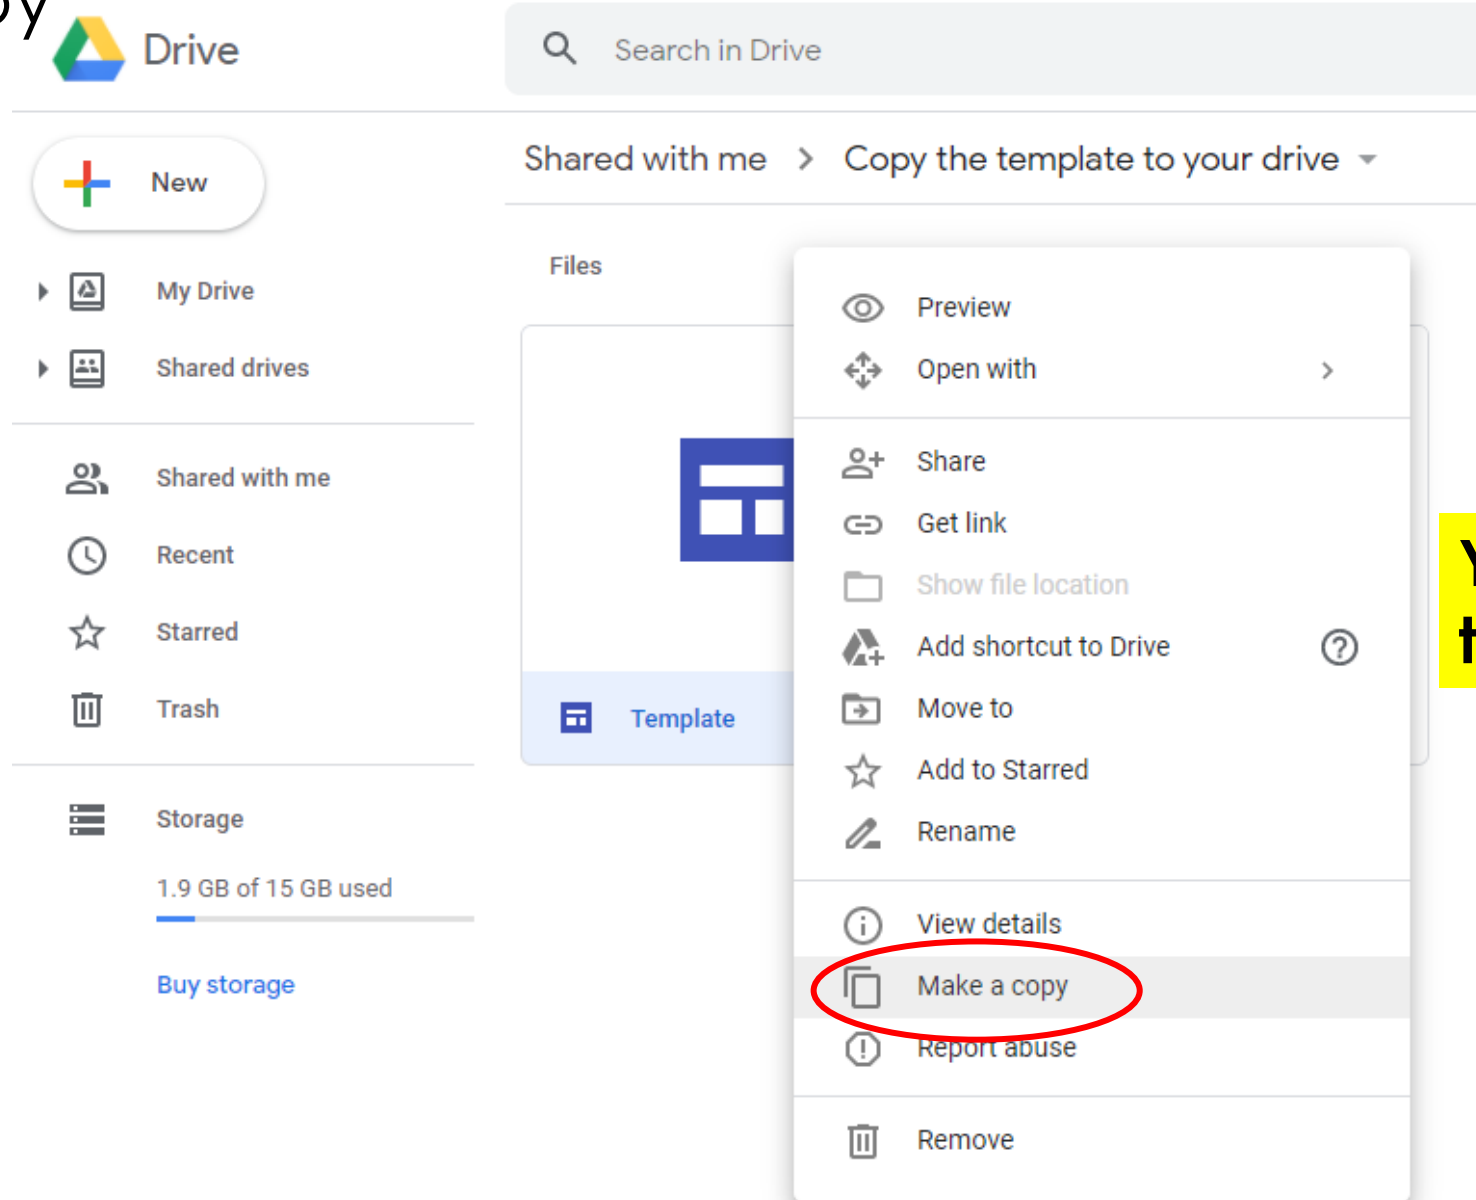 Drive
Search in Drive
New
Shared with me > Copy the template to your drive
My Drive
Shared drives
Shared with me
Recent
Starred
Trash
Storage
1.9 GB of 15 GB used
Buy storage
Files
Template
Preview
Open with
Share
Get link
Show file location
Add shortcut to Drive
Move to
Add to Starred
Rename
View details
Make a copy
Report abuse
Remove